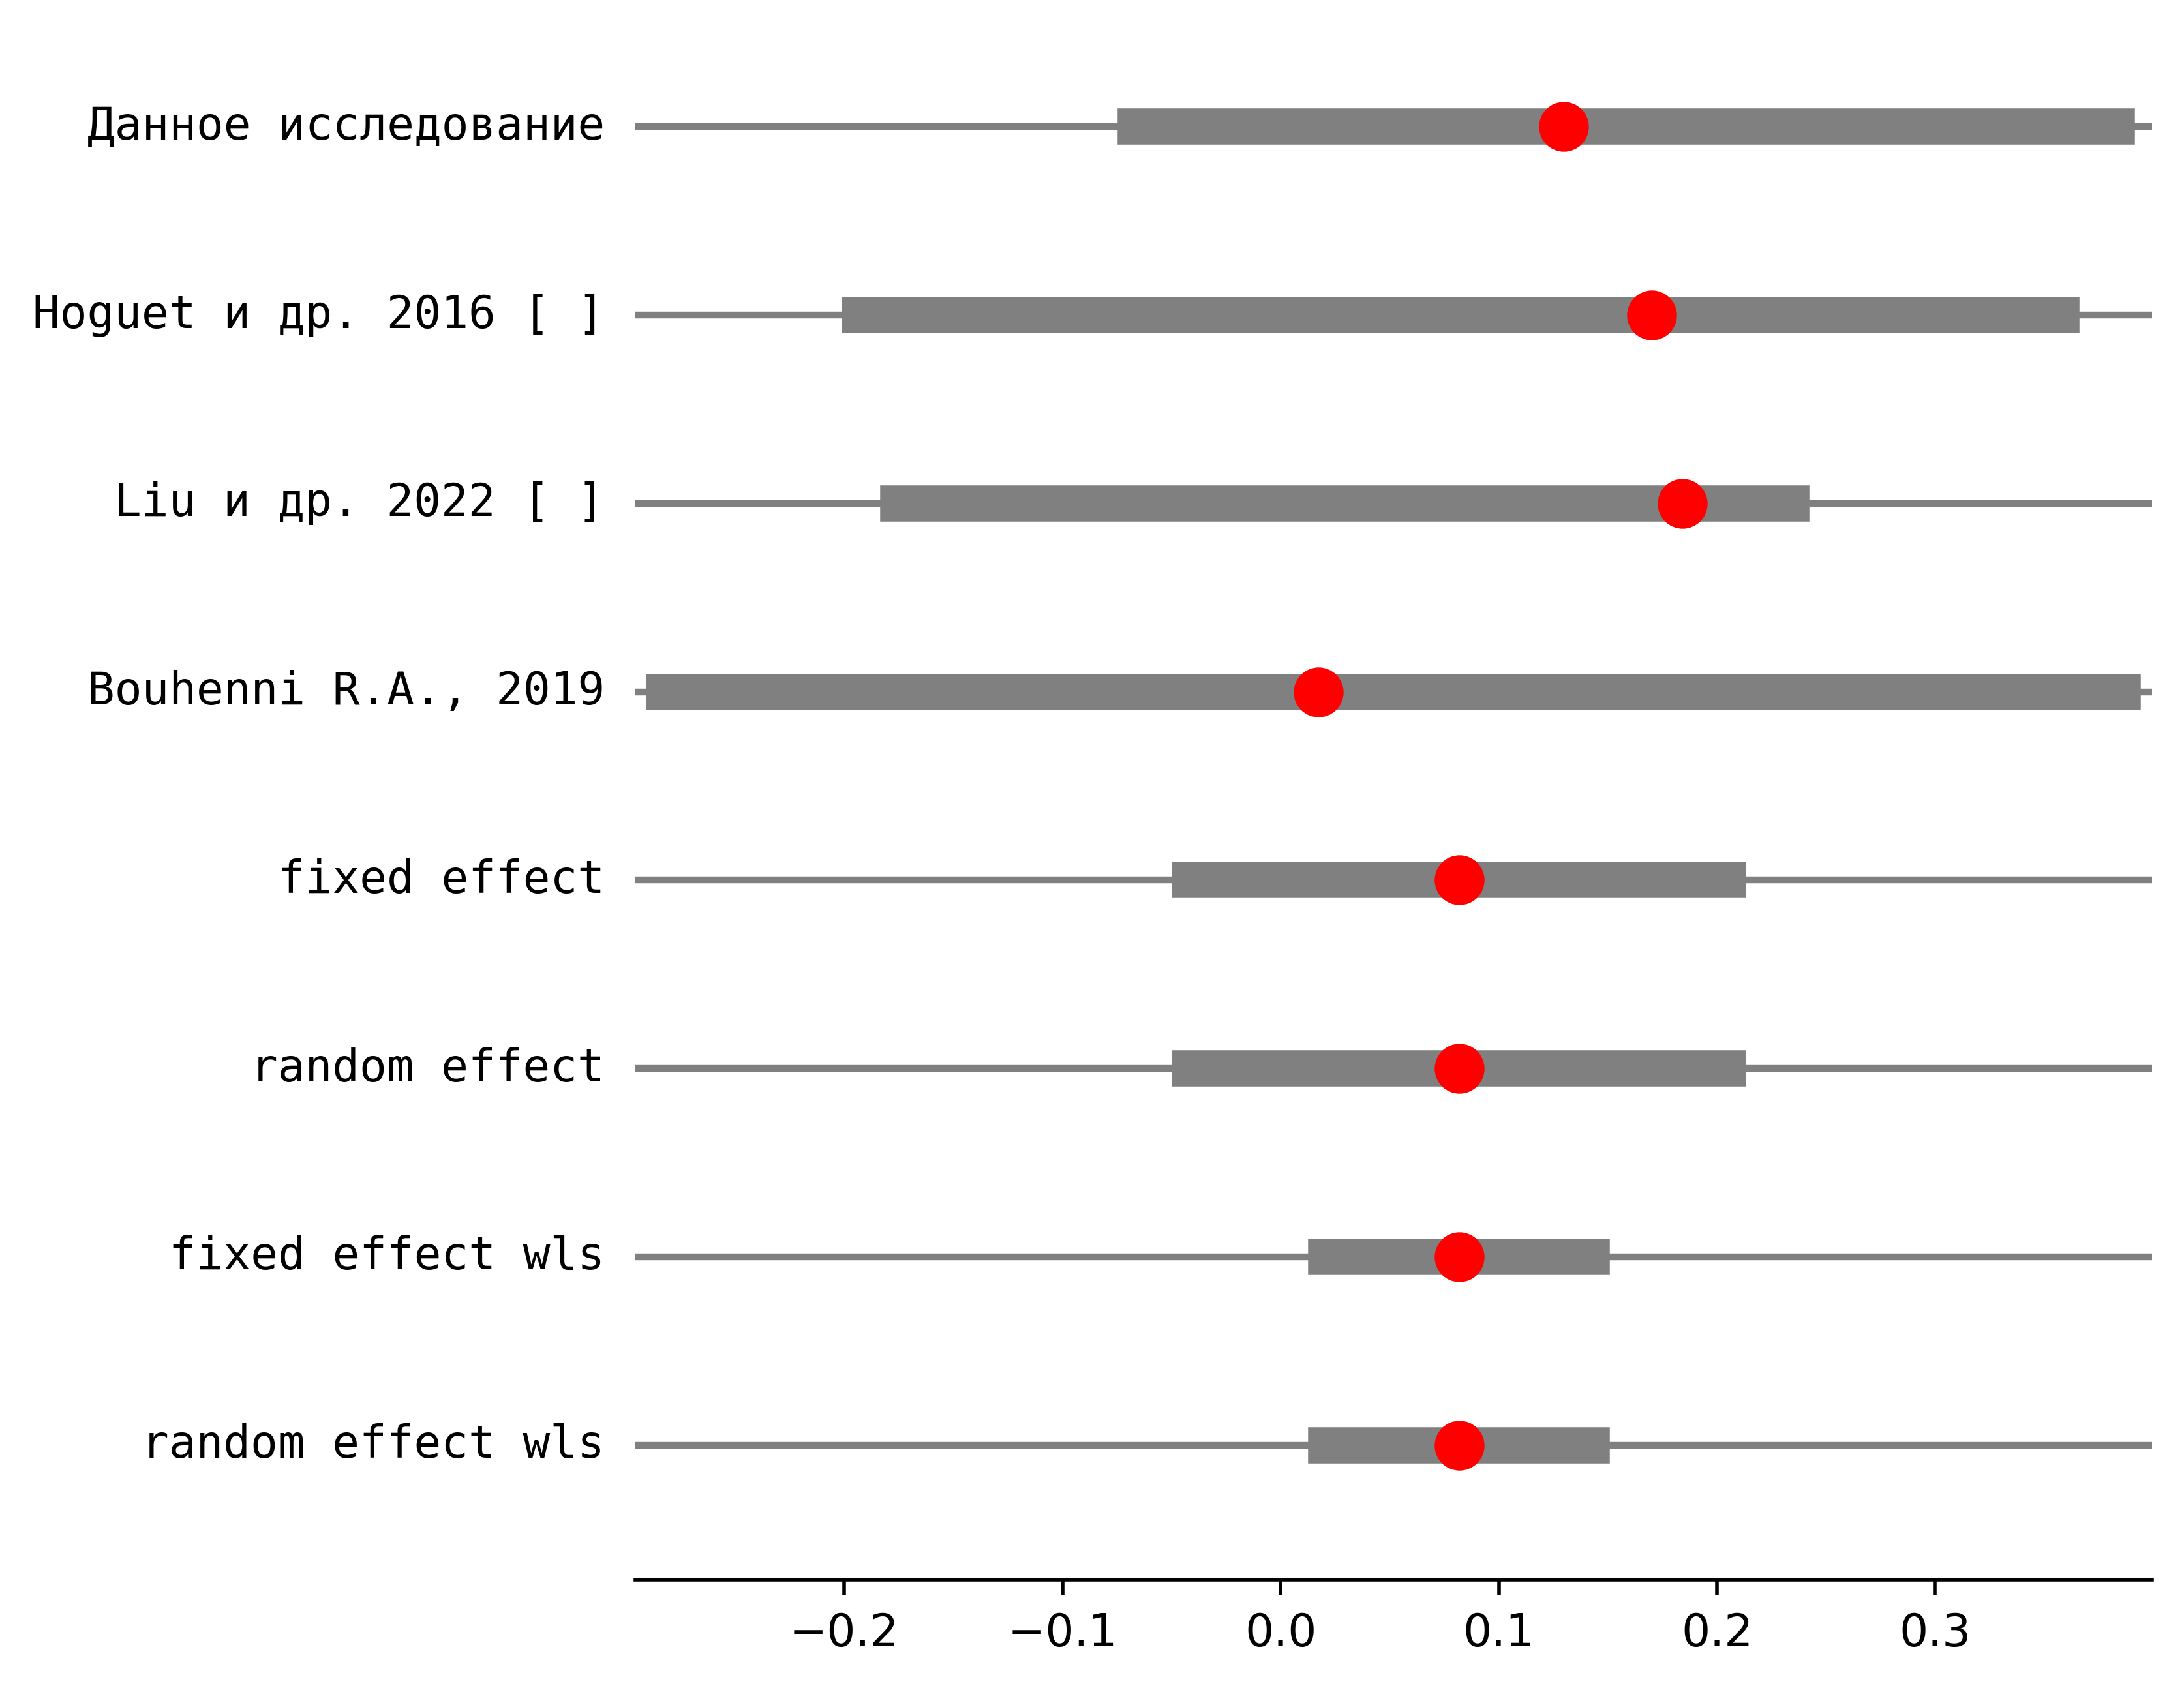 Данное исследование
Hoguet и др. 2016 [ ]
Liu и др. 2022 [ ]
Bouhenni R.A., 2019
fixed effect
random effect
fixed effect wls
random effect wls
−0.2 −0.1 0.0 0.1 0.2 0.3